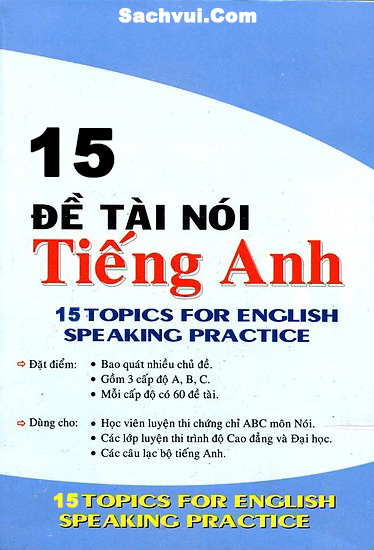 Sachvui.Com
15
ĐỀ TÀI NÓI
Tiếng Anh
15 TOPICS FOR ENGLISH
SPEAKING PRACTICE
⇨ Đặt điểm: • Bao quát nhiều chủ đề.
• Gồm 3 cấp độ A, B, C.
• Mỗi cấp độ có 60 đề tài.
⇨ Dùng cho: • Học viên luyện thi chứng chỉ ABC môn Nói.
• Các lớp luyện thi trình độ Cao đẳng và Đại học.
• Các câu lạc bộ tiếng Anh.
15 TOPICS FOR ENGLISH
SPEAKING PRACTICE